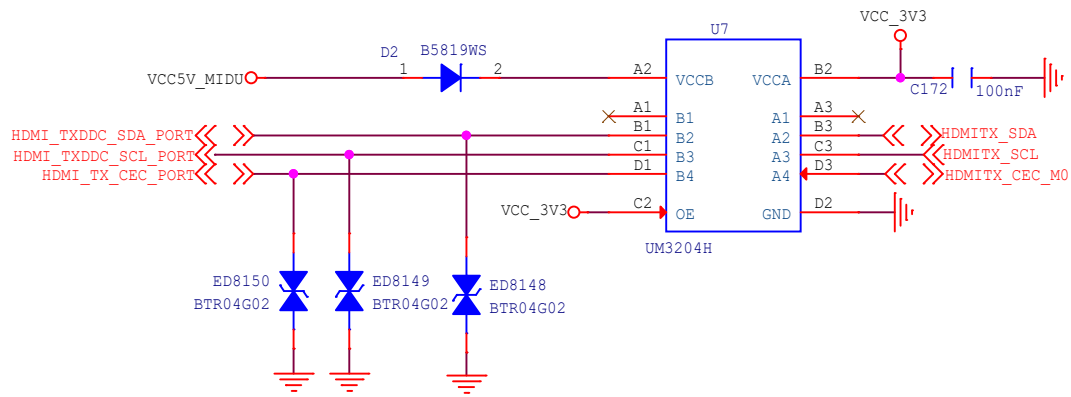 VCC_3V3
U7
D2 B5819WS
VCC5V_MIDU 1 2 A2 VCCB VCCA B2
C172 100nF
A1 B1 A1 A3
HDMI_TXDDC_SDA_PORT B1 B2 A2 B3 HDMITX_SDA
HDMI_TXDDC_SCL_PORT C1 B3 A3 C3 HDMITX_SCL
HDMI_TX_CEC_PORT D1 B4 A4 D3 HDMITX_CEC_M0
VCC_3V3 C2 OE GND D2
UM3204H
ED8150 ED8149 ED8148
BTR04G02 BTR04G02 BTR04G02